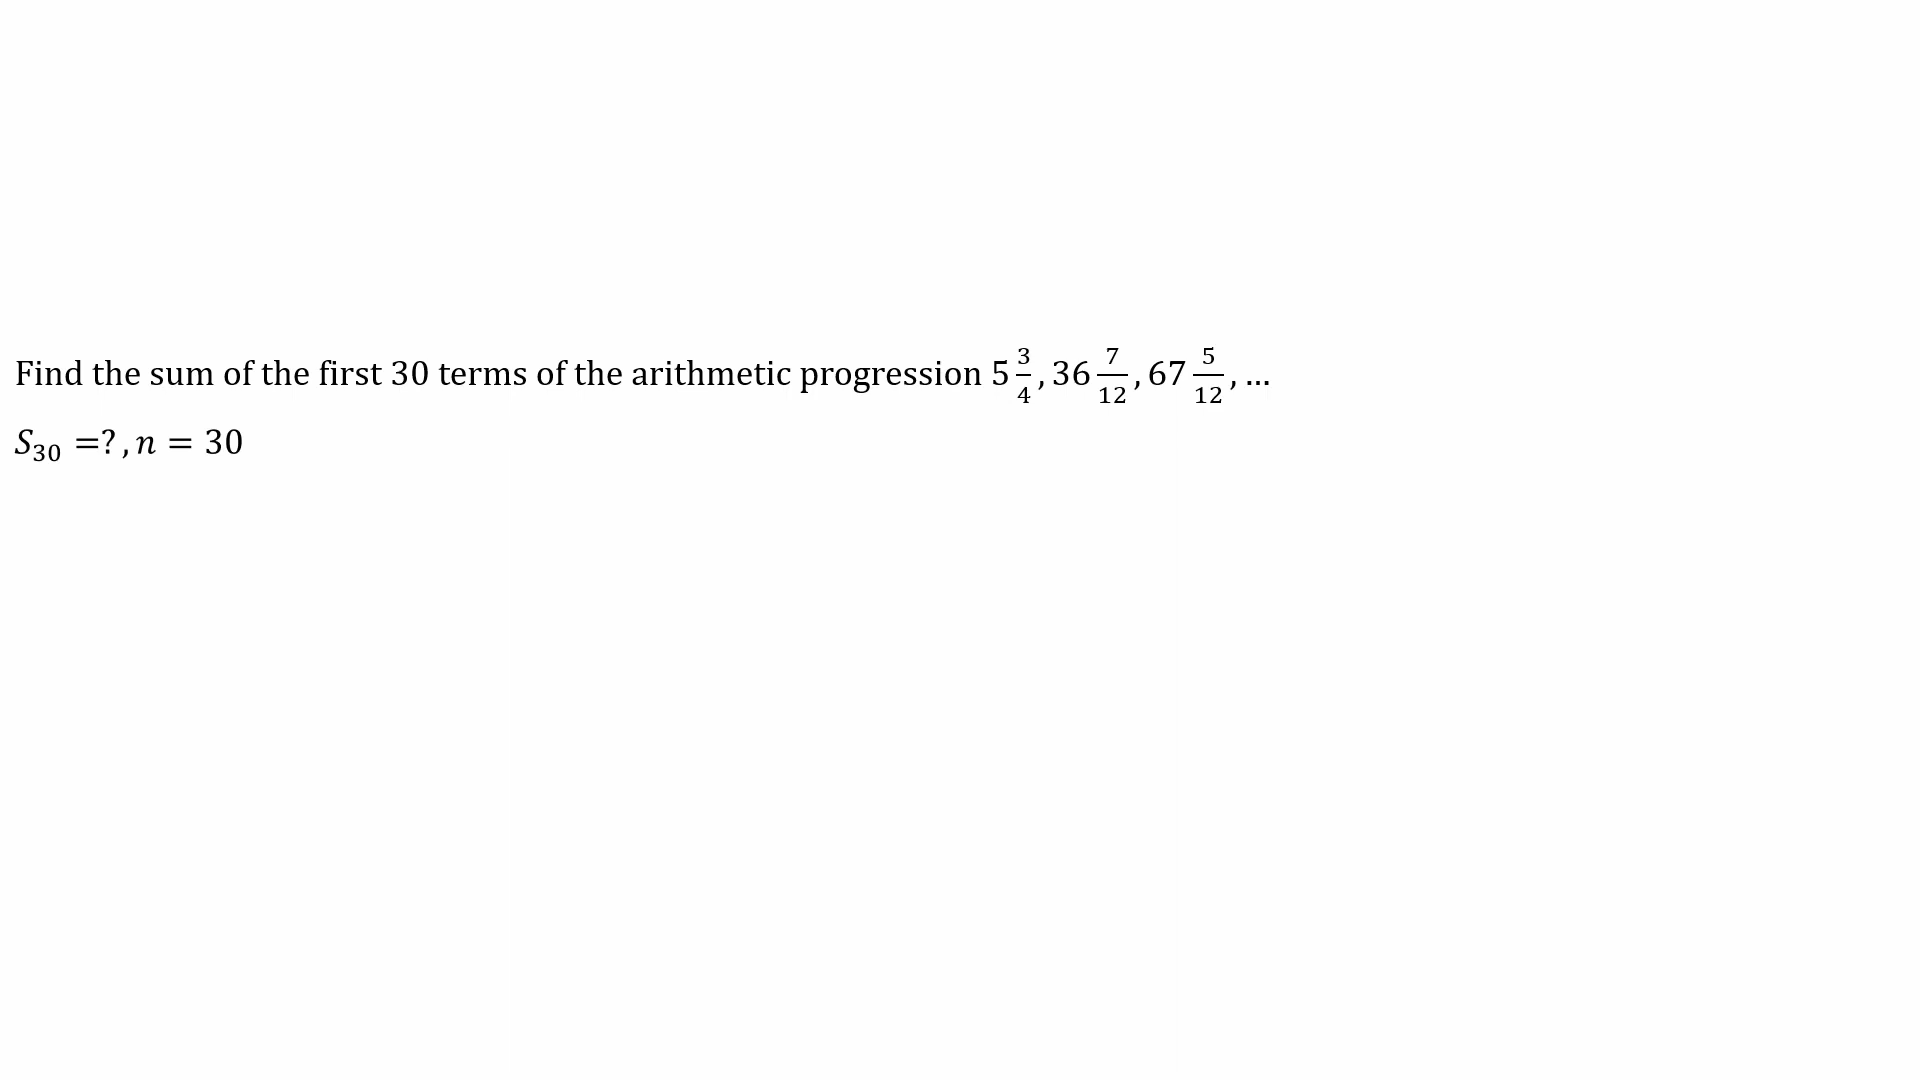 Find the sum of the first 30 terms of the arithmetic progression 5 3/4, 36 7/12, 67 5/12, ...
S₃₀ =?, n = 30